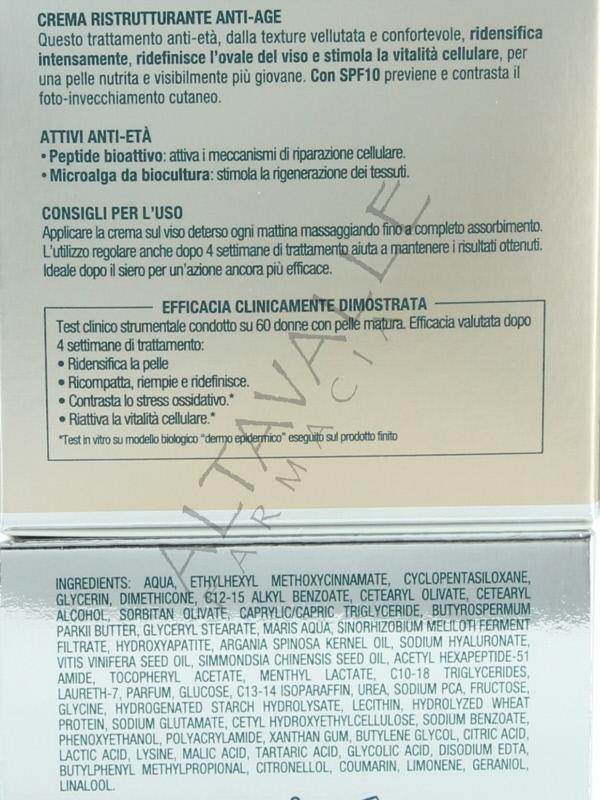 CREMA RISTRUTTURANTE ANTI-AGE
Questo trattamento anti-età, dalla texture vellutata e confortevole, ridensifica
intensamente, ridefinisce l'ovale del viso e stimola la vitalità cellulare, per
una pelle nutrita e visibilmente più giovane. Con SPF10 previene e contrasta il
foto-invecchiamento cutaneo.
ATTIVI ANTI-ETÀ
• Peptide bioattivo: attiva i meccanismi di riparazione cellulare.
• Microalga da biocultura: stimola la rigenerazione dei tessuti.
CONSIGLI PER L'USO
Applicare la crema sul viso deterso ogni mattina massaggiando fino a completo assorbimento.
L'utilizzo regolare anche dopo 4 settimane di trattamento aiuta a mantenere i risultati ottenuti.
Ideale dopo il siero per un'azione ancora più efficace.
EFFICACIA CLINICAMENTE DIMOSTRATA
Test clinico strumentale condotto su 60 donne con pelle matura. Efficacia valutata dopo
4 settimane di trattamento:
• Ridensifica la pelle
• Ricompatta, riempie e ridefinisce.
• Contrasta lo stress ossidativo.*
• Riattiva la vitalità cellulare.*
*Test in vitro su modello biologico "dermo epidermico" eseguito sul prodotto finito
ALTAVALLE
FARMACIA
INGREDIENTS: AQUA, ETHYLHEXYL METHOXYCINNAMATE, CYCLOPENTASILOXANE,
GLYCERIN, DIMETHICONE, C12-15 ALKYL BENZOATE, CETEARYL OLIVATE, CETEARYL
ALCOHOL, SORBITAN OLIVATE, CAPRYLIC/CAPRIC TRIGLYCERIDE, BUTYROSPERMUM
PARKII BUTTER, GLYCERYL STEARATE, MARIS AQUA, SINORHIZOBIUM MELILOTI FERMENT
FILTRATE, HYDROXYAPATITE, ARGANIA SPINOSA KERNEL OIL, SODIUM HYALURONATE,
VITIS VINIFERA SEED OIL, SIMMONDSIA CHINENSIS SEED OIL, ACETYL HEXAPEPTIDE-51
AMIDE, TOCOPHERYL ACETATE, MENTHYL LACTATE, C10-18 TRIGLYCERIDES,
LAURETH-7, PARFUM, GLUCOSE, C13-14 ISOPARAFFIN, UREA, SODIUM PCA, FRUCTOSE,
GLYCINE, HYDROGENATED STARCH HYDROLYSATE, LECITHIN, HYDROLYZED WHEAT
PROTEIN, SODIUM GLUTAMATE, CETYL HYDROXYETHYLCELLULOSE, SODIUM BENZOATE,
PHENOXYETHANOL, POLYACRYLAMIDE, XANTHAN GUM, BUTYLENE GLYCOL, CITRIC ACID,
LACTIC ACID, LYSINE, MALIC ACID, TARTARIC ACID, GLYCOLIC ACID, DISODIUM EDTA,
BUTYLPHENYL METHYLPROPIONAL, CITRONELLOL, COUMARIN, LIMONENE, GERANIOL,
LINALOOL.